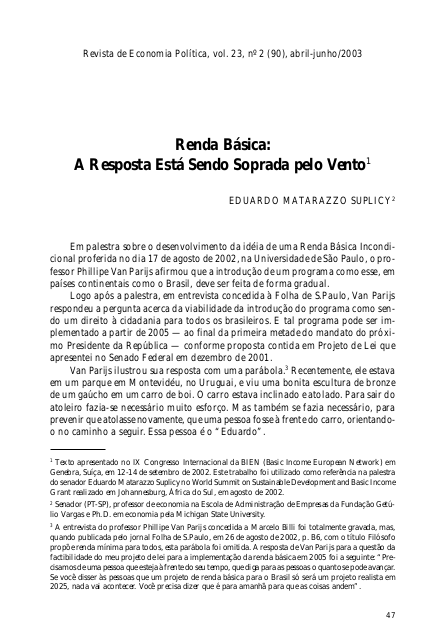 Revista de Economia Política, vol. 23, nº 2 (90), abril-junho/2003
Renda Básica:
A Resposta Está Sendo Soprada pelo Vento1
EDUARDO MATARAZZO SUPLICY2
Em palestra sobre o desenvolvimento da idéia de uma Renda Básica Incondi-
cional proferida no dia 17 de agosto de 2002, na Universidade de São Paulo, o pro-
fessor Phillipe Van Parijs afirmou que a introdução de um programa como esse, em
países continentais como o Brasil, deve ser feita de forma gradual.
Logo após a palestra, em entrevista concedida à Folha de S.Paulo, Van Parijs
respondeu a pergunta acerca da viabilidade da introdução do programa como sen-
do um direito à cidadania para todos os brasileiros. E tal programa pode ser im-
plementado a partir de 2005 — ao final da primeira metade do mandato do próxi-
mo Presidente da República — conforme proposta contida em Projeto de Lei que
apresentei no Senado Federal em dezembro de 2001.
Van Parijs ilustrou sua resposta com uma parábola.3 Recentemente, ele estava
em um parque em Montevidéu, no Uruguai, e viu uma bonita escultura de bronze
de um gaúcho em um carro de boi. O carro estava inclinado e atolado. Para sair do
atoleiro fazia-se necessário muito esforço. Mas também se fazia necessário, para
prevenir que atolasse novamente, que uma pessoa fosse à frente do carro, orientando-
o no caminho a seguir. Essa pessoa é o “Eduardo”.
1 Texto apresentado no IX Congresso Internacional da BIEN (Basic Income European Network) em
Genebra, Suíça, em 12-14 de setembro de 2002. Este trabalho foi utilizado como referência na palestra
do senador Eduardo Matarazzo Suplicy no World Summit on Sustainable Development and Basic Income
Grant realizado em Johannesburg, África do Sul, em agosto de 2002.
2 Senador (PT-SP), professor de economia na Escola de Administração de Empresas da Fundação Getú-
lio Vargas e Ph.D. em economia pela Michigan State University.
3 A entrevista do professor Phillipe Van Parijs concedida a Marcelo Billi foi totalmente gravada, mas,
quando publicada pelo jornal Folha de S.Paulo, em 26 de agosto de 2002, p. B6, com o título Filósofo
propõe renda mínima para todos, esta parábola foi omitida. A resposta de Van Parijs para a questão da
factibilidade do meu projeto de lei para a implementação da renda básica em 2005 foi a seguinte: “Pre-
cisamos de uma pessoa que esteja à frente do seu tempo, que diga para as pessoas o quanto se pode avançar.
Se você disser às pessoas que um projeto de renda básica para o Brasil só será um projeto realista em
2025, nada vai acontecer. Você precisa dizer que é para amanhã para que as coisas andem”.
47